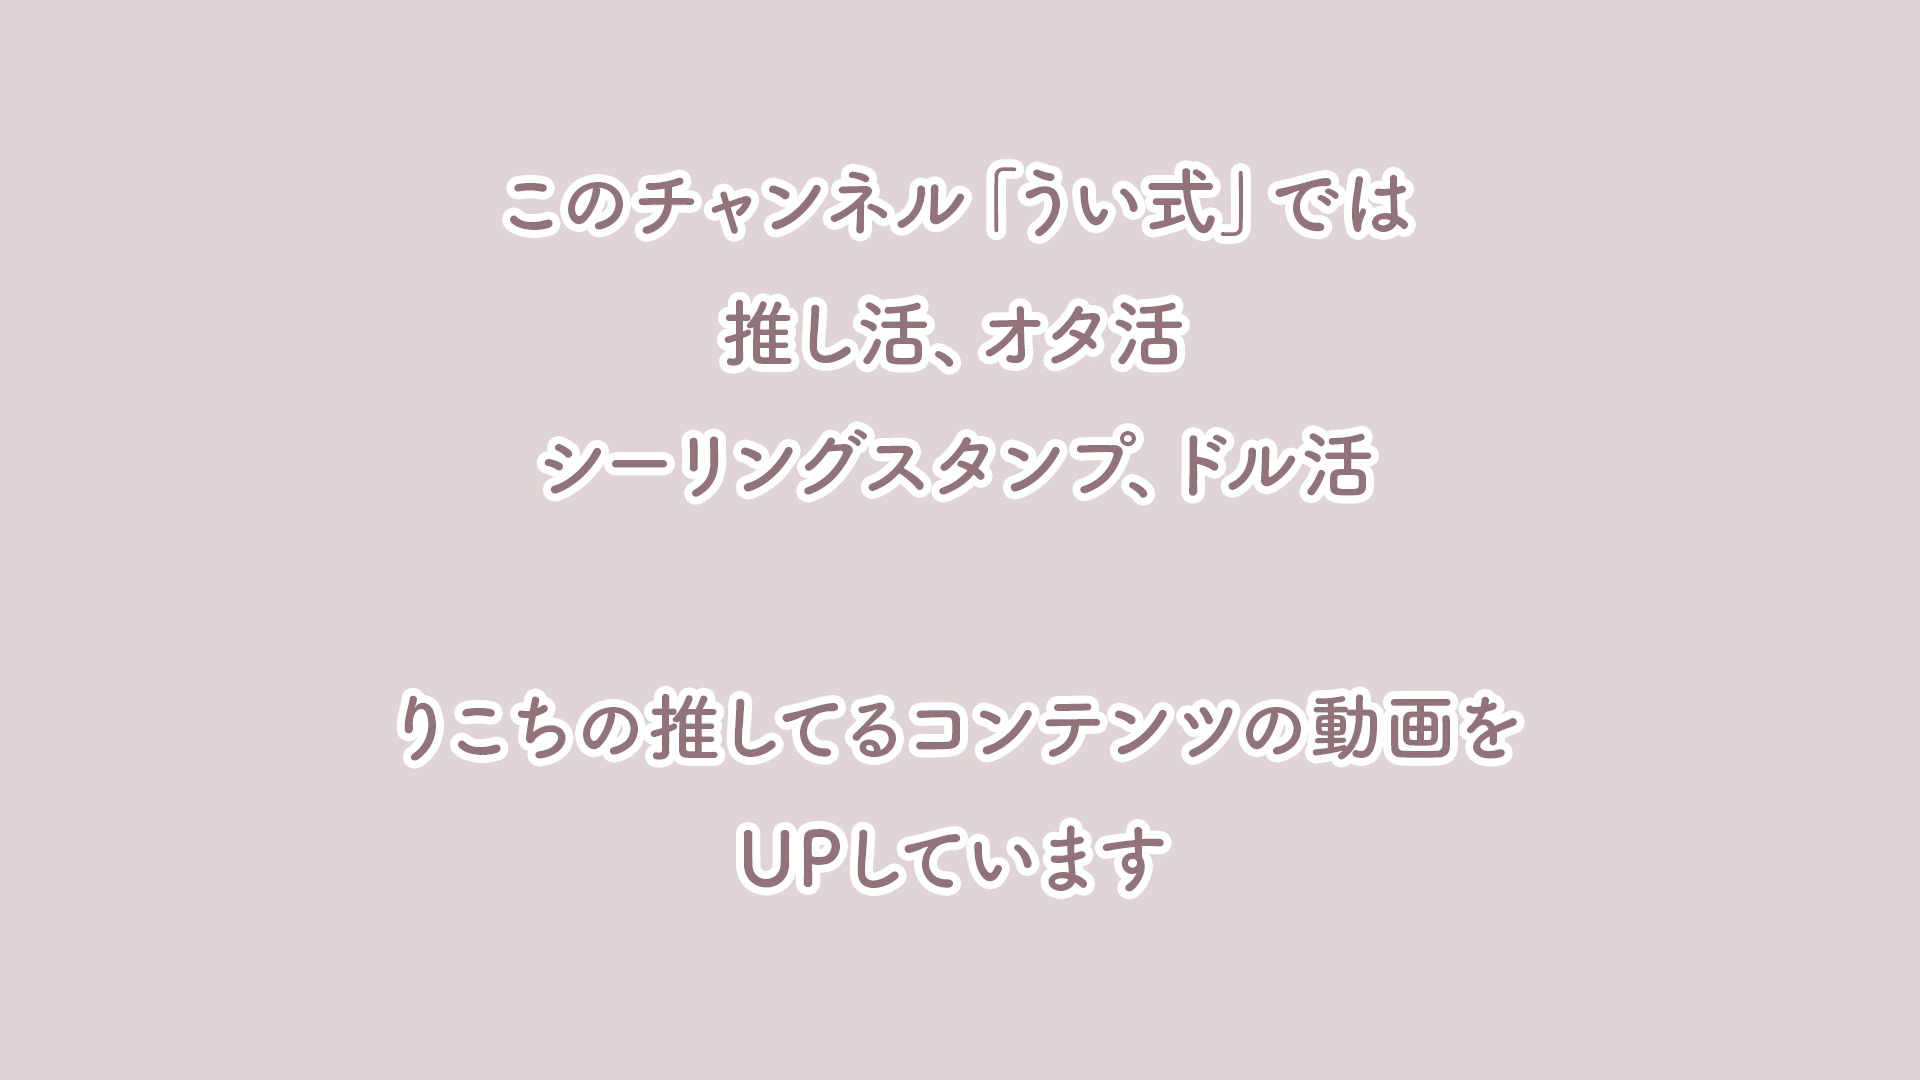 このチャンネル「うい式」では
推し活、オタ活
シーリングスタンプ、ドル活
りこちの推してるコンテンツの動画を
UPしています